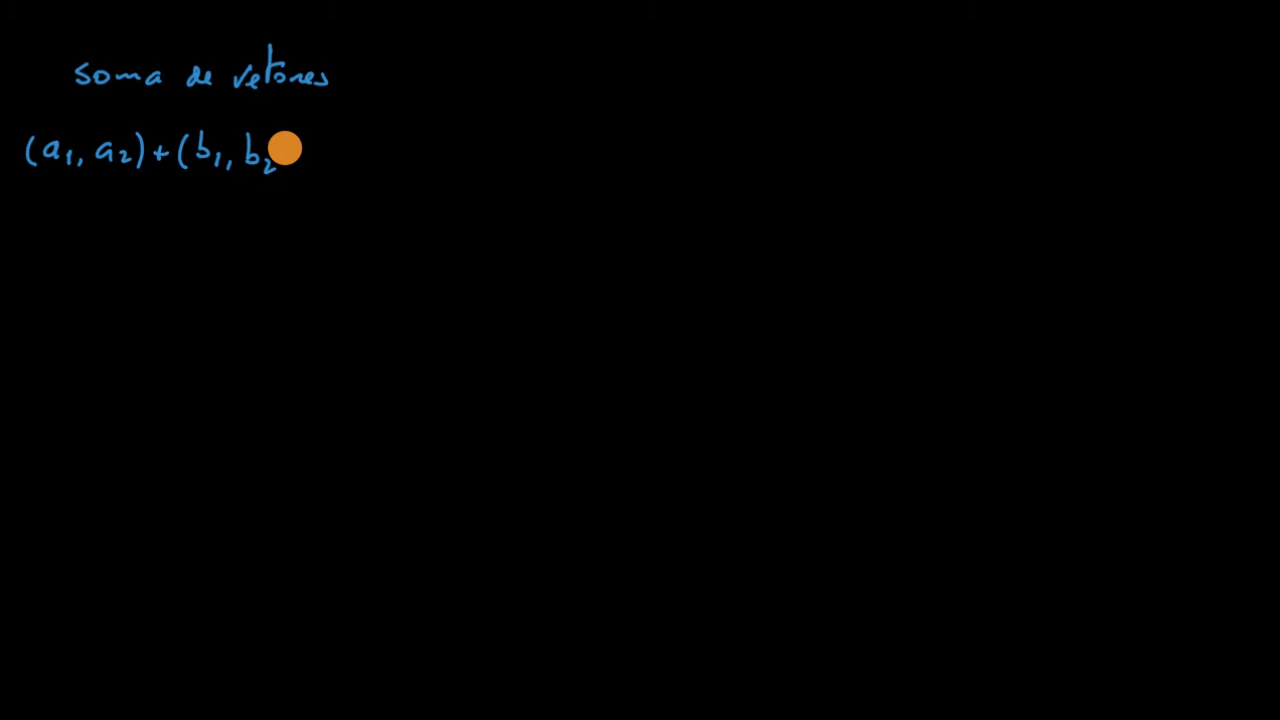 soma de vetores
(a1, a2) + (b1, b2